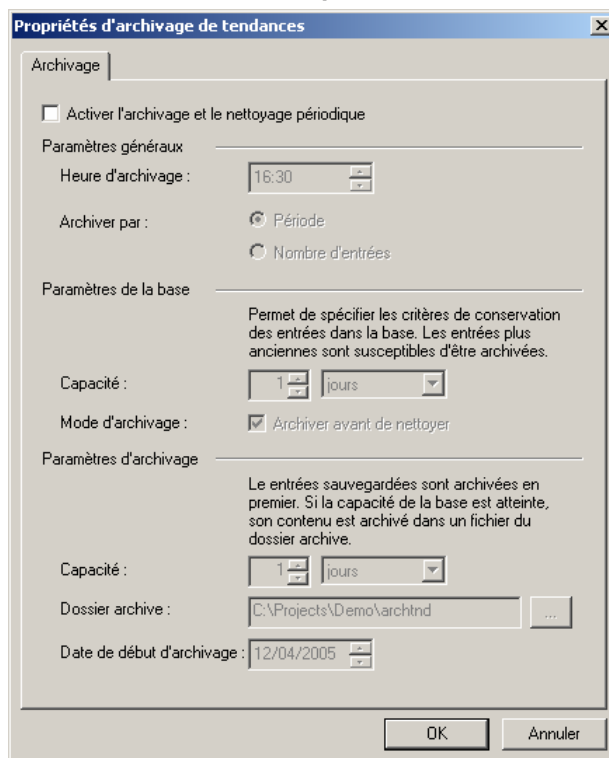 Propriétés d'archivage de tendances
Archivage
Activer l'archivage et le nettoyage périodique
Paramètres généraux
Heure d'archivage : 16:30
Archiver par : Période
Nombre d'entrées
Paramètres de la base
Permet de spécifier les critères de conservation
des entrées dans la base. Les entrées plus
anciennes sont susceptibles d'être archivées.
Capacité : 1 jours
Mode d'archivage : Archiver avant de nettoyer
Paramètres d'archivage
Le entrées sauvegardées sont archivées en
premier. Si la capacité de la base est atteinte,
son contenu est archivé dans un fichier du
dossier archive.
Capacité : 1 jours
Dossier archive : C:\Projects\Demo\archtnd ...
Date de début d'archivage : 12/04/2005
OK Annuler